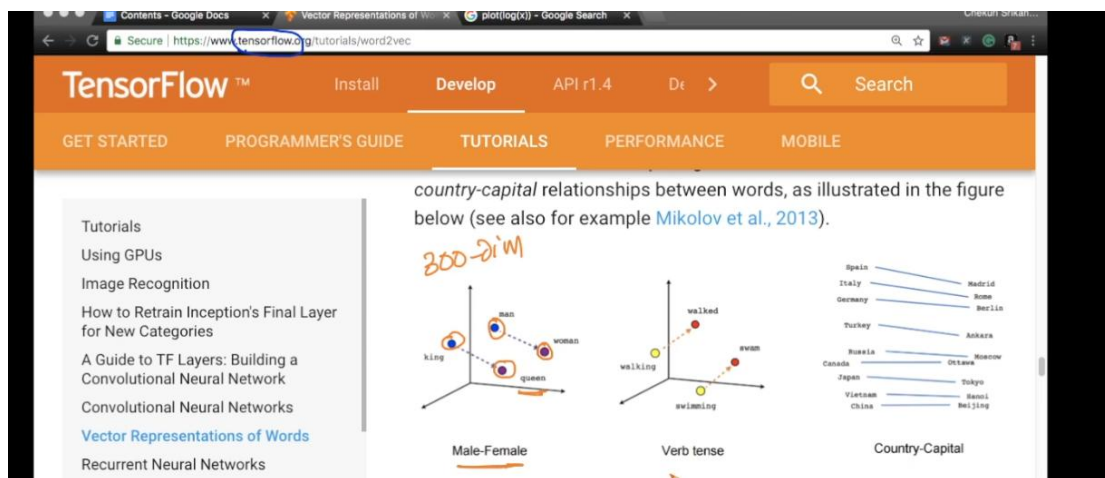 Contents - Google Docs
Vector Representations of Wo
plot(log(x)) - Google Search
Chekuri Srikan...
Secure | https://www.tensorflow.org/tutorials/word2vec
TensorFlow ™
Install
Develop
API r1.4
De
Search
GET STARTED
PROGRAMMER'S GUIDE
TUTORIALS
PERFORMANCE
MOBILE
Tutorials
Using GPUs
Image Recognition
How to Retrain Inception's Final Layer
for New Categories
A Guide to TF Layers: Building a
Convolutional Neural Network
Convolutional Neural Networks
Vector Representations of Words
Recurrent Neural Networks
country-capital relationships between words, as illustrated in the figure
below (see also for example Mikolov et al., 2013).
300-dim
man
woman
king
queen
Male-Female
walked
swam
walking
swimming
Verb tense
Spain
Madrid
Italy
Rome
Germany
Berlin
Turkey
Ankara
Russia
Moscow
Canada
Ottawa
Japan
Tokyo
Vietnam
Hanoi
China
Beijing
Country-Capital